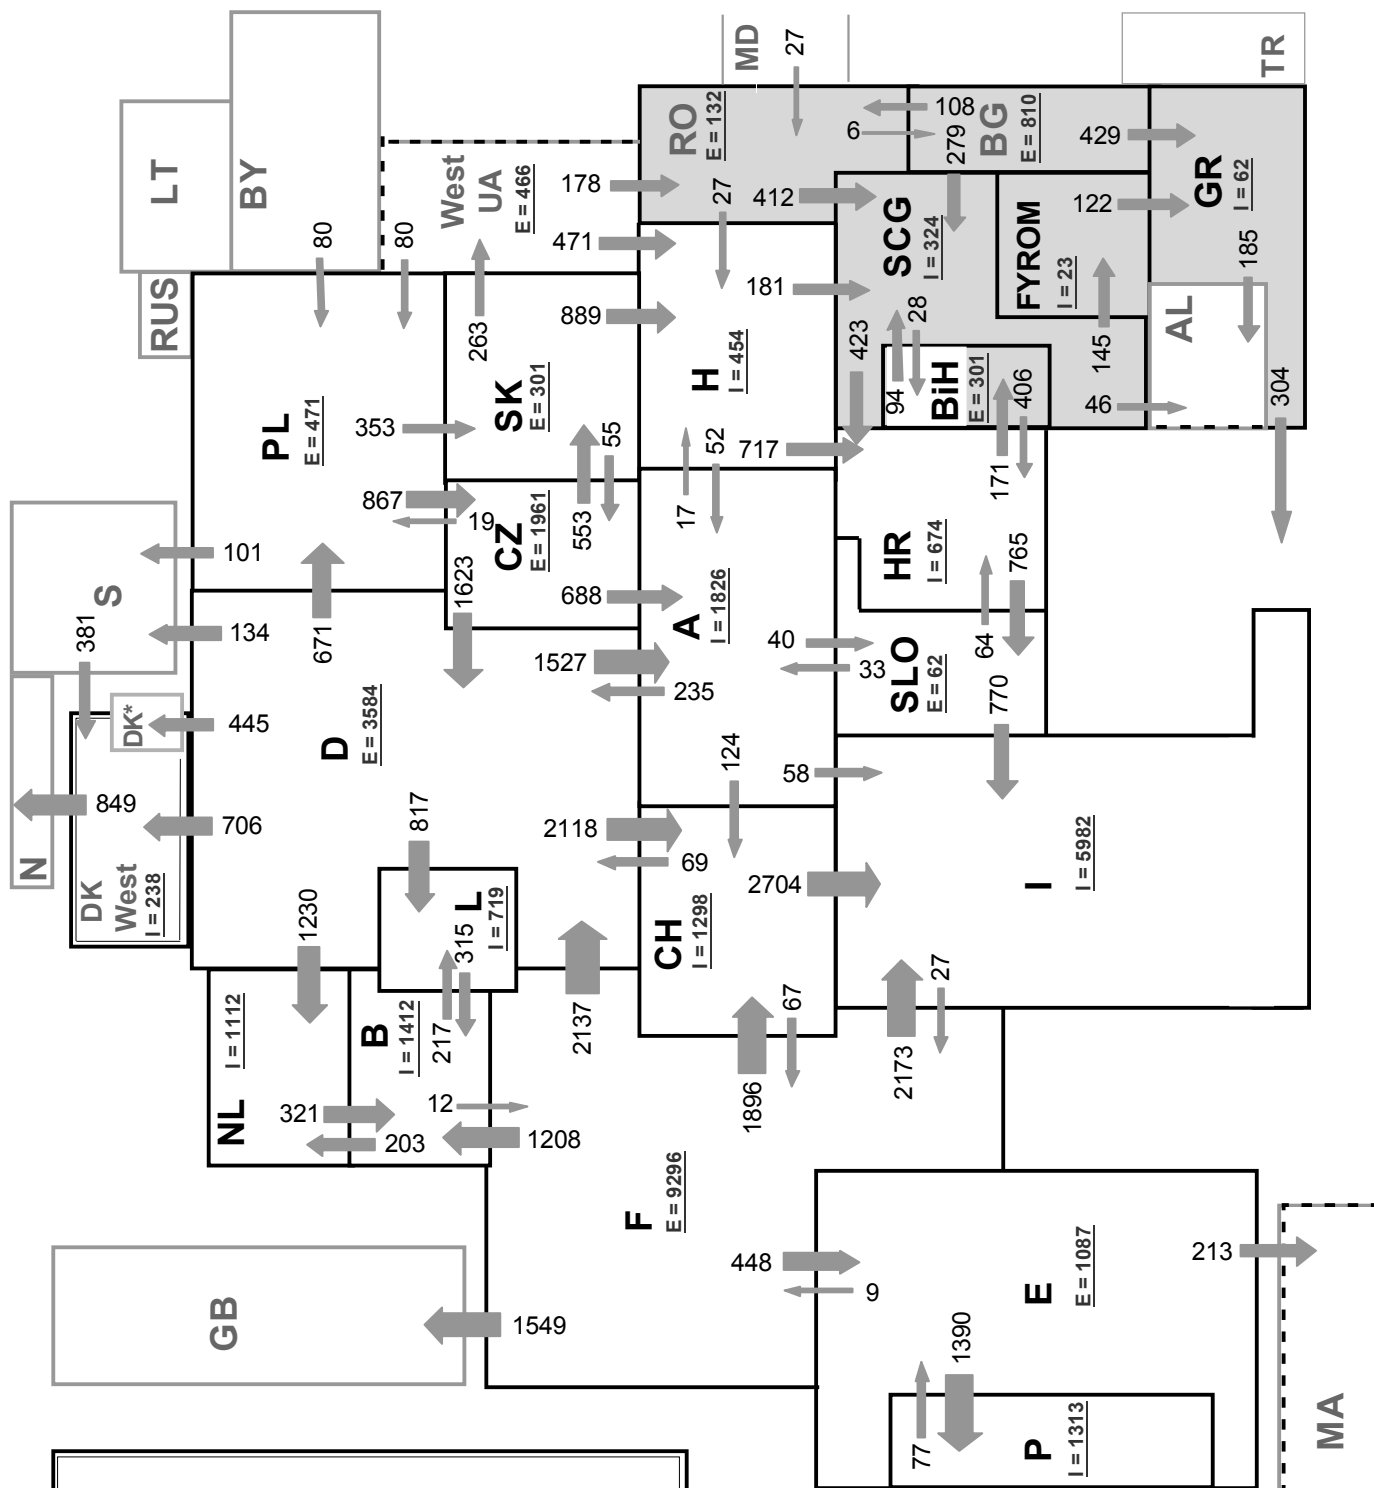 MD
27
TR
RO
E = 132
108
6
279
BG
E = 810
429
GR
I = 62
LT
BY
West
UA
E = 466
178
27
412
SCG
I = 324
FYROM
I = 23
122
185
80
80
471
RUS
263
889
181
423
28
94
BiH
E = 301
406
145
46
AL
304
PL
E = 471
353
SK
E = 301
H
I = 454
55
553
17
52
717
171
867
19
CZ
E = 1961
1623
688
101
S
381
134
671
A
I = 1826
HR
I = 674
765
64
1527
235
40
33
SLO
E = 62
770
DK*
445
D
E = 3584
124
58
849
706
N
DK
West
I = 238
817
2118
69
2704
I
I = 5982
1230
L
I = 719
315
CH
I = 1298
2137
1896
67
2173
27
NL
I = 1112
B
I = 1412
217
321
203
12
1208
F
E = 9296
448
9
E
E = 1087
213
GB
1549
1390
77
P
I = 1313
MA